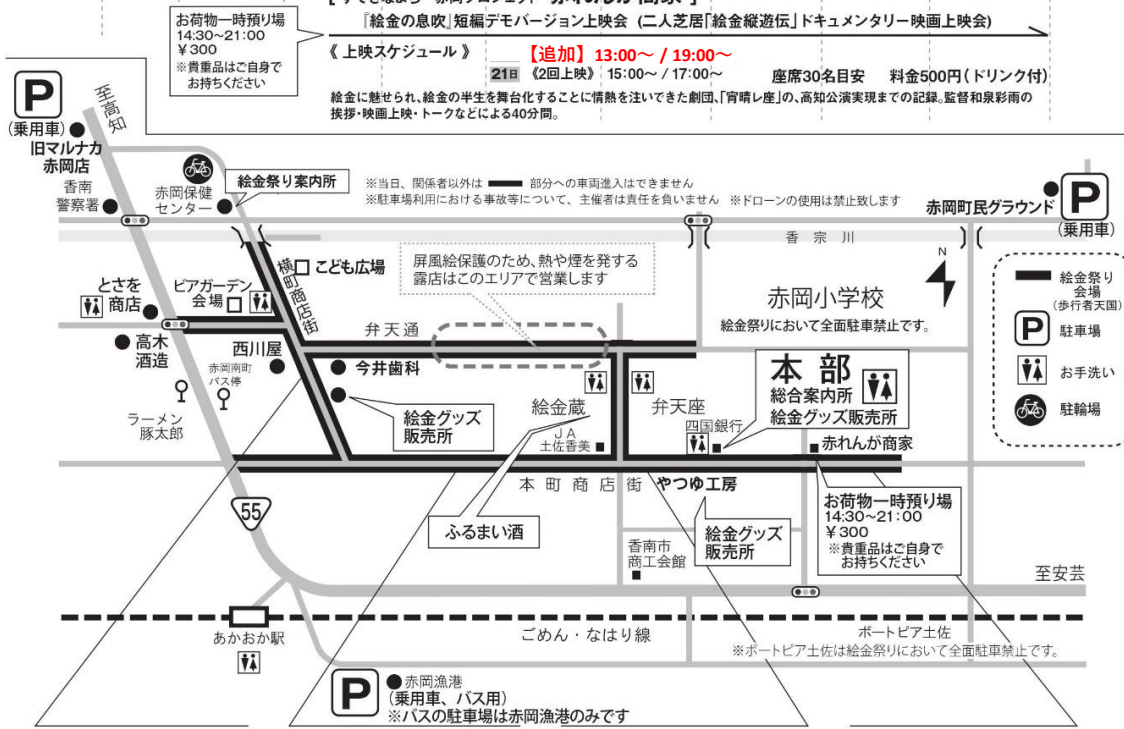 お荷物一時預り場
14:30～21:00
￥300
※貴重品はご自身で
お持ちください
『絵金の息吹』短編デモバージョン上映会 (二人芝居「絵金縦遊伝」ドキュメンタリー映画上映会)
《 上映スケジュール 》
【追加】13:00～ / 19:00～
21日 《2回上映》 15:00～ / 17:00～ 座席30名目安 料金500円(ドリンク付)
絵金に魅せられ、絵金の半生を舞台化することに情熱を注いできた劇団、「宵晴レ座」の、高知公演実現までの記録。監督和泉彩雨の
挨拶・映画上映・トークなどによる40分間。
P
(乗用車)
至高知
旧マルナカ
赤岡店
香南
警察署
赤岡保健
センター
絵金祭り案内所
※当日、関係者以外は 部分への車両進入はできません
※駐車場利用における事故等について、主催者は責任を負いません ※ドローンの使用は禁止致します
赤岡町民グラウンド
P
(乗用車)
香宗川
N
横町商店街
こども広場
屏風絵保護のため、熱や煙を発する
露店はこのエリアで営業します
赤岡小学校
絵金祭りにおいて全面駐車禁止です。
絵金祭り
会場
(歩行者天国)
P
駐車場
お手洗い
駐輪場
とさを
商店
ビアガーデン
会場
弁天通
高木
酒造
西川屋
赤岡南町
バス停
今井歯科
ラーメン
豚太郎
絵金グッズ
販売所
絵金蔵
JA
土佐香美
弁天座
四国銀行
本部
総合案内所
絵金グッズ販売所
赤れんが商家
本町商店街
やつゆ工房
55
ふるまい酒
絵金グッズ
販売所
お荷物一時預り場
14:30～21:00
￥300
※貴重品はご自身で
お持ちください
香南市
商工会館
至安芸
あかおか駅
ごめん・なはり線
ボートピア土佐
※ボートピア土佐は絵金祭りにおいて全面駐車禁止です。
P
赤岡漁港
(乗用車、バス用)
※バスの駐車場は赤岡漁港のみです